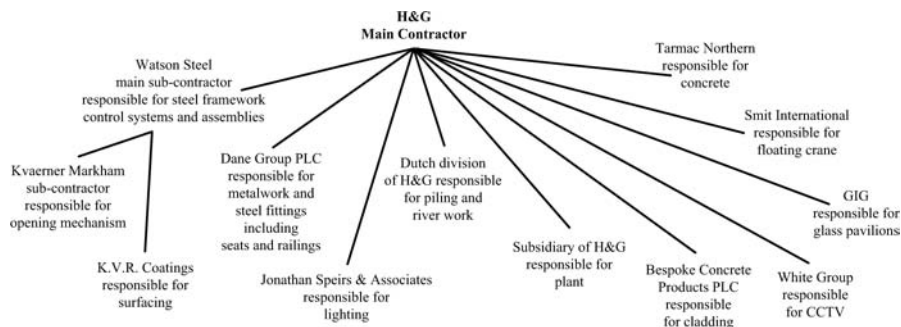 H&G
Main Contractor
Watson Steel
main sub-contractor
responsible for steel framework
control systems and assemblies
Tarmac Northern
responsible for
concrete
Smit International
responsible for
floating crane
Kvaerner Markham
sub-contractor
responsible for
opening mechanism
Dane Group PLC
responsible for
metalwork and
steel fittings
including
seats and railings
Dutch division
of H&G responsible
for piling and
river work
GIG
responsible for
glass pavilions
K.V.R. Coatings
responsible for
surfacing
Jonathan Speirs & Associates
responsible for
lighting
Subsidiary of H&G
responsible for
plant
Bespoke Concrete
Products PLC
responsible
for cladding
White Group
responsible
for CCTV